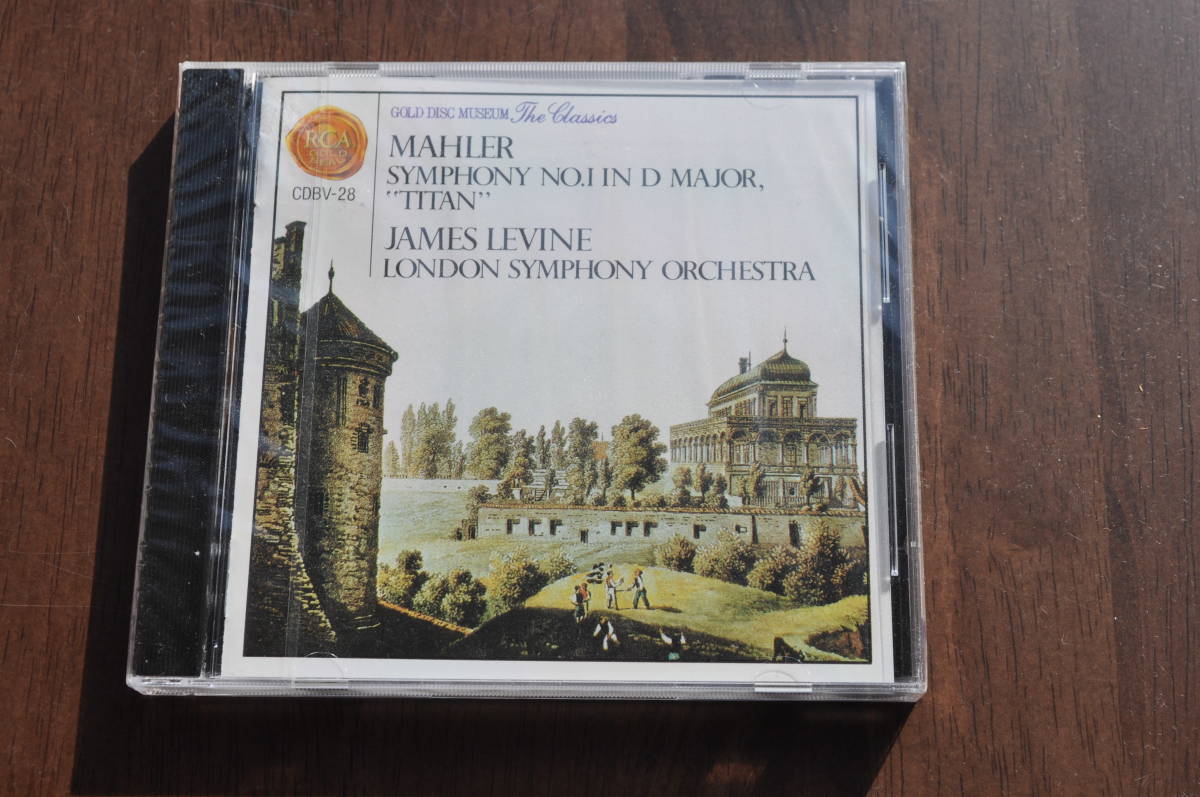 GOLD DISC MUSEUM The Classics
RCA
GOLD
CDBV-28
MAHLER
SYMPHONY NO.1 IN D MAJOR,
"TITAN"
JAMES LEVINE
LONDON SYMPHONY ORCHESTRA